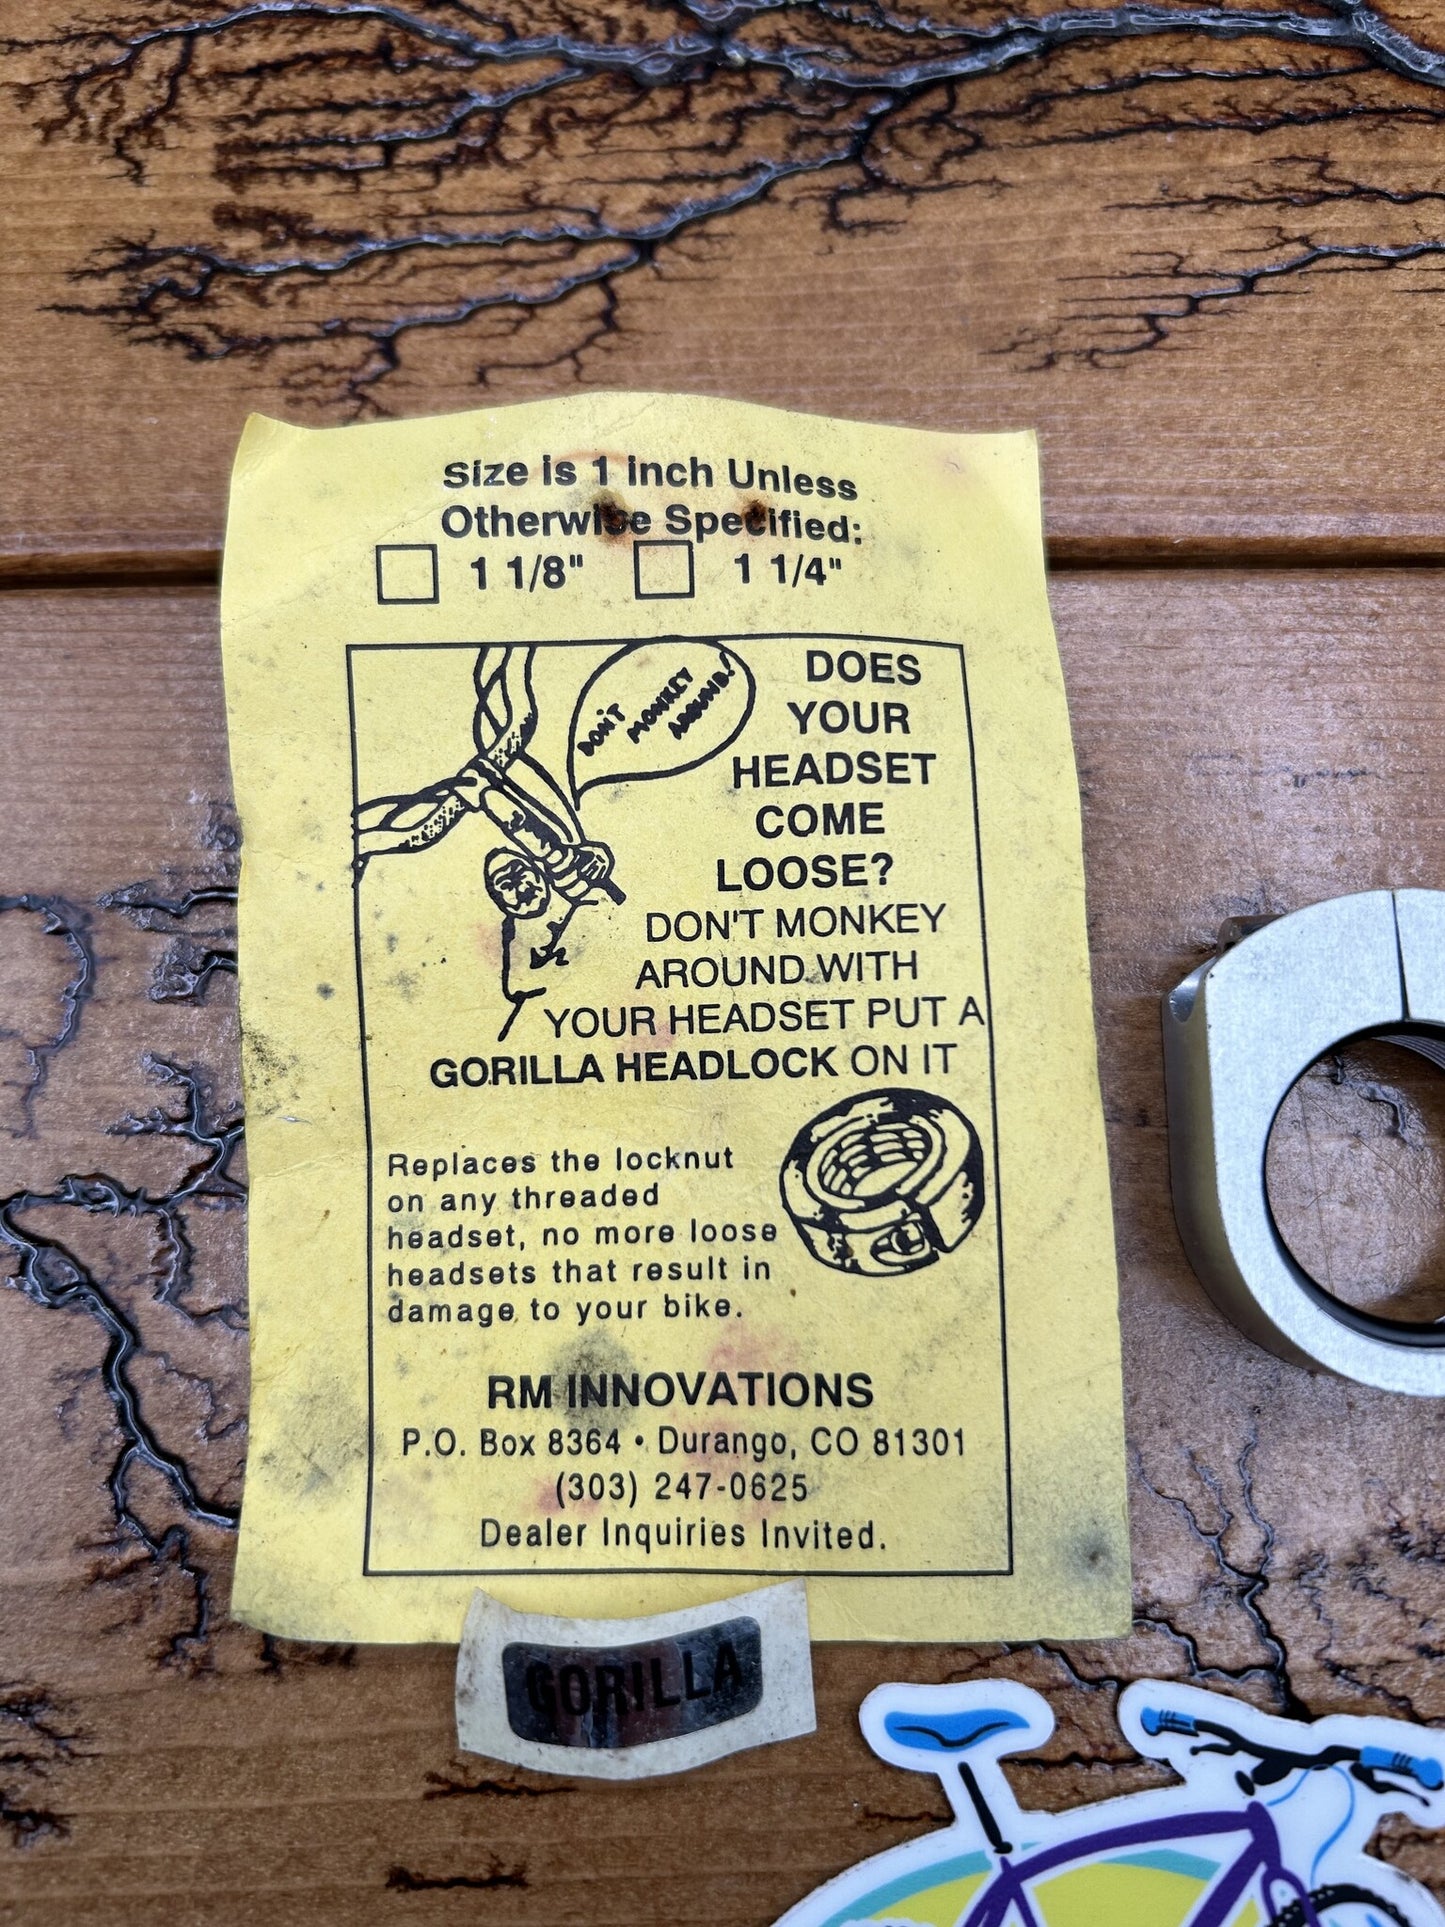 Size is 1 inch Unless
Otherwise Specified:
1 1/8" 1 1/4"
DON'T
MONKEY
AROUND!
DOES
YOUR
HEADSET
COME
LOOSE?
DON'T MONKEY
AROUND WITH
YOUR HEADSET PUT A
GORILLA HEADLOCK ON IT
Replaces the locknut
on any threaded
headset, no more loose
headsets that result in
damage to your bike.
RM INNOVATIONS
P.O. Box 8364 • Durango, CO 81301
(303) 247-0625
Dealer Inquiries Invited.
GORILLA